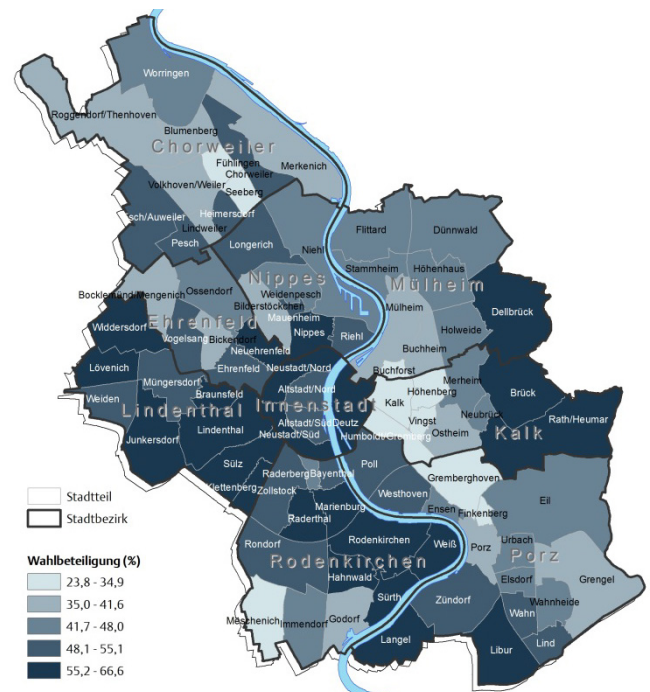 Worringen
Roggendorf/Thenhoven
Blumenberg
Chorweiler
Fühlingen
Chorweiler
Merkenich
Volkhoven/Weiler
Seeberg
Heimersdorf
sch/Auweiler
Lindweiler
Pesch
Longerich
Niehl
Flittard
Dünnwald
Stammheim
Höhenhaus
Nippes
Mülheim
Weidenpesch
Bocklemünd/Mengenich
Ossendorf
Bilderstöckchen
Mauenheim
Mülheim
Dellbrück
Ehrenfeld
Widdersdorf
Vogelsang
Bickendorf
Nippes
Riehl
Holweide
Neuehrenfeld
Buchheim
Lövenich
Müngersdorf
Ehrenfeld
Neustadt/Nord
Buchforst
Weiden
Braunsfeld
Altstadt/Nord
Kalk
Höhenberg
Merheim
Brück
Lindenthal
Innenstadt
Lindenthal
Altstadt/Süd
Deutz
Vingst
Neubrück
Rath/Heumar
Junkersdorf
Neustadt/Süd
Humboldt/Gremberg
Ostheim
Kalk
Sülz
Klettenberg
Raderberg
Bayenthal
Poll
Zollstock
Westhoven
Gremberghoven
Eil
Marienburg
Ensen
Finkenberg
Raderthal
Rondorf
Rodenkirchen
Weiß
Porz
Urbach
Rodenkirchen
Porz
Hahnwald
Elsdorf
Grengel
Meschenich
Immendorf
Godorf
Sürth
Zündorf
Wahn
Wahnheide
Langel
Libur
Lind
Stadtteil
Stadtbezirk
Wahlbeteiligung (%)
23,8 - 34,9
35,0 - 41,6
41,7 - 48,0
48,1 - 55,1
55,2 - 66,6